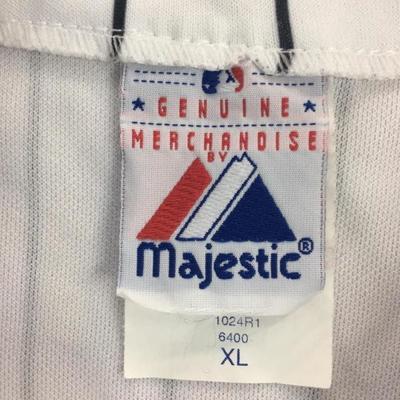 GENUINE
MERCHANDISE
BY
Majestic®
1024R1
6400
XL